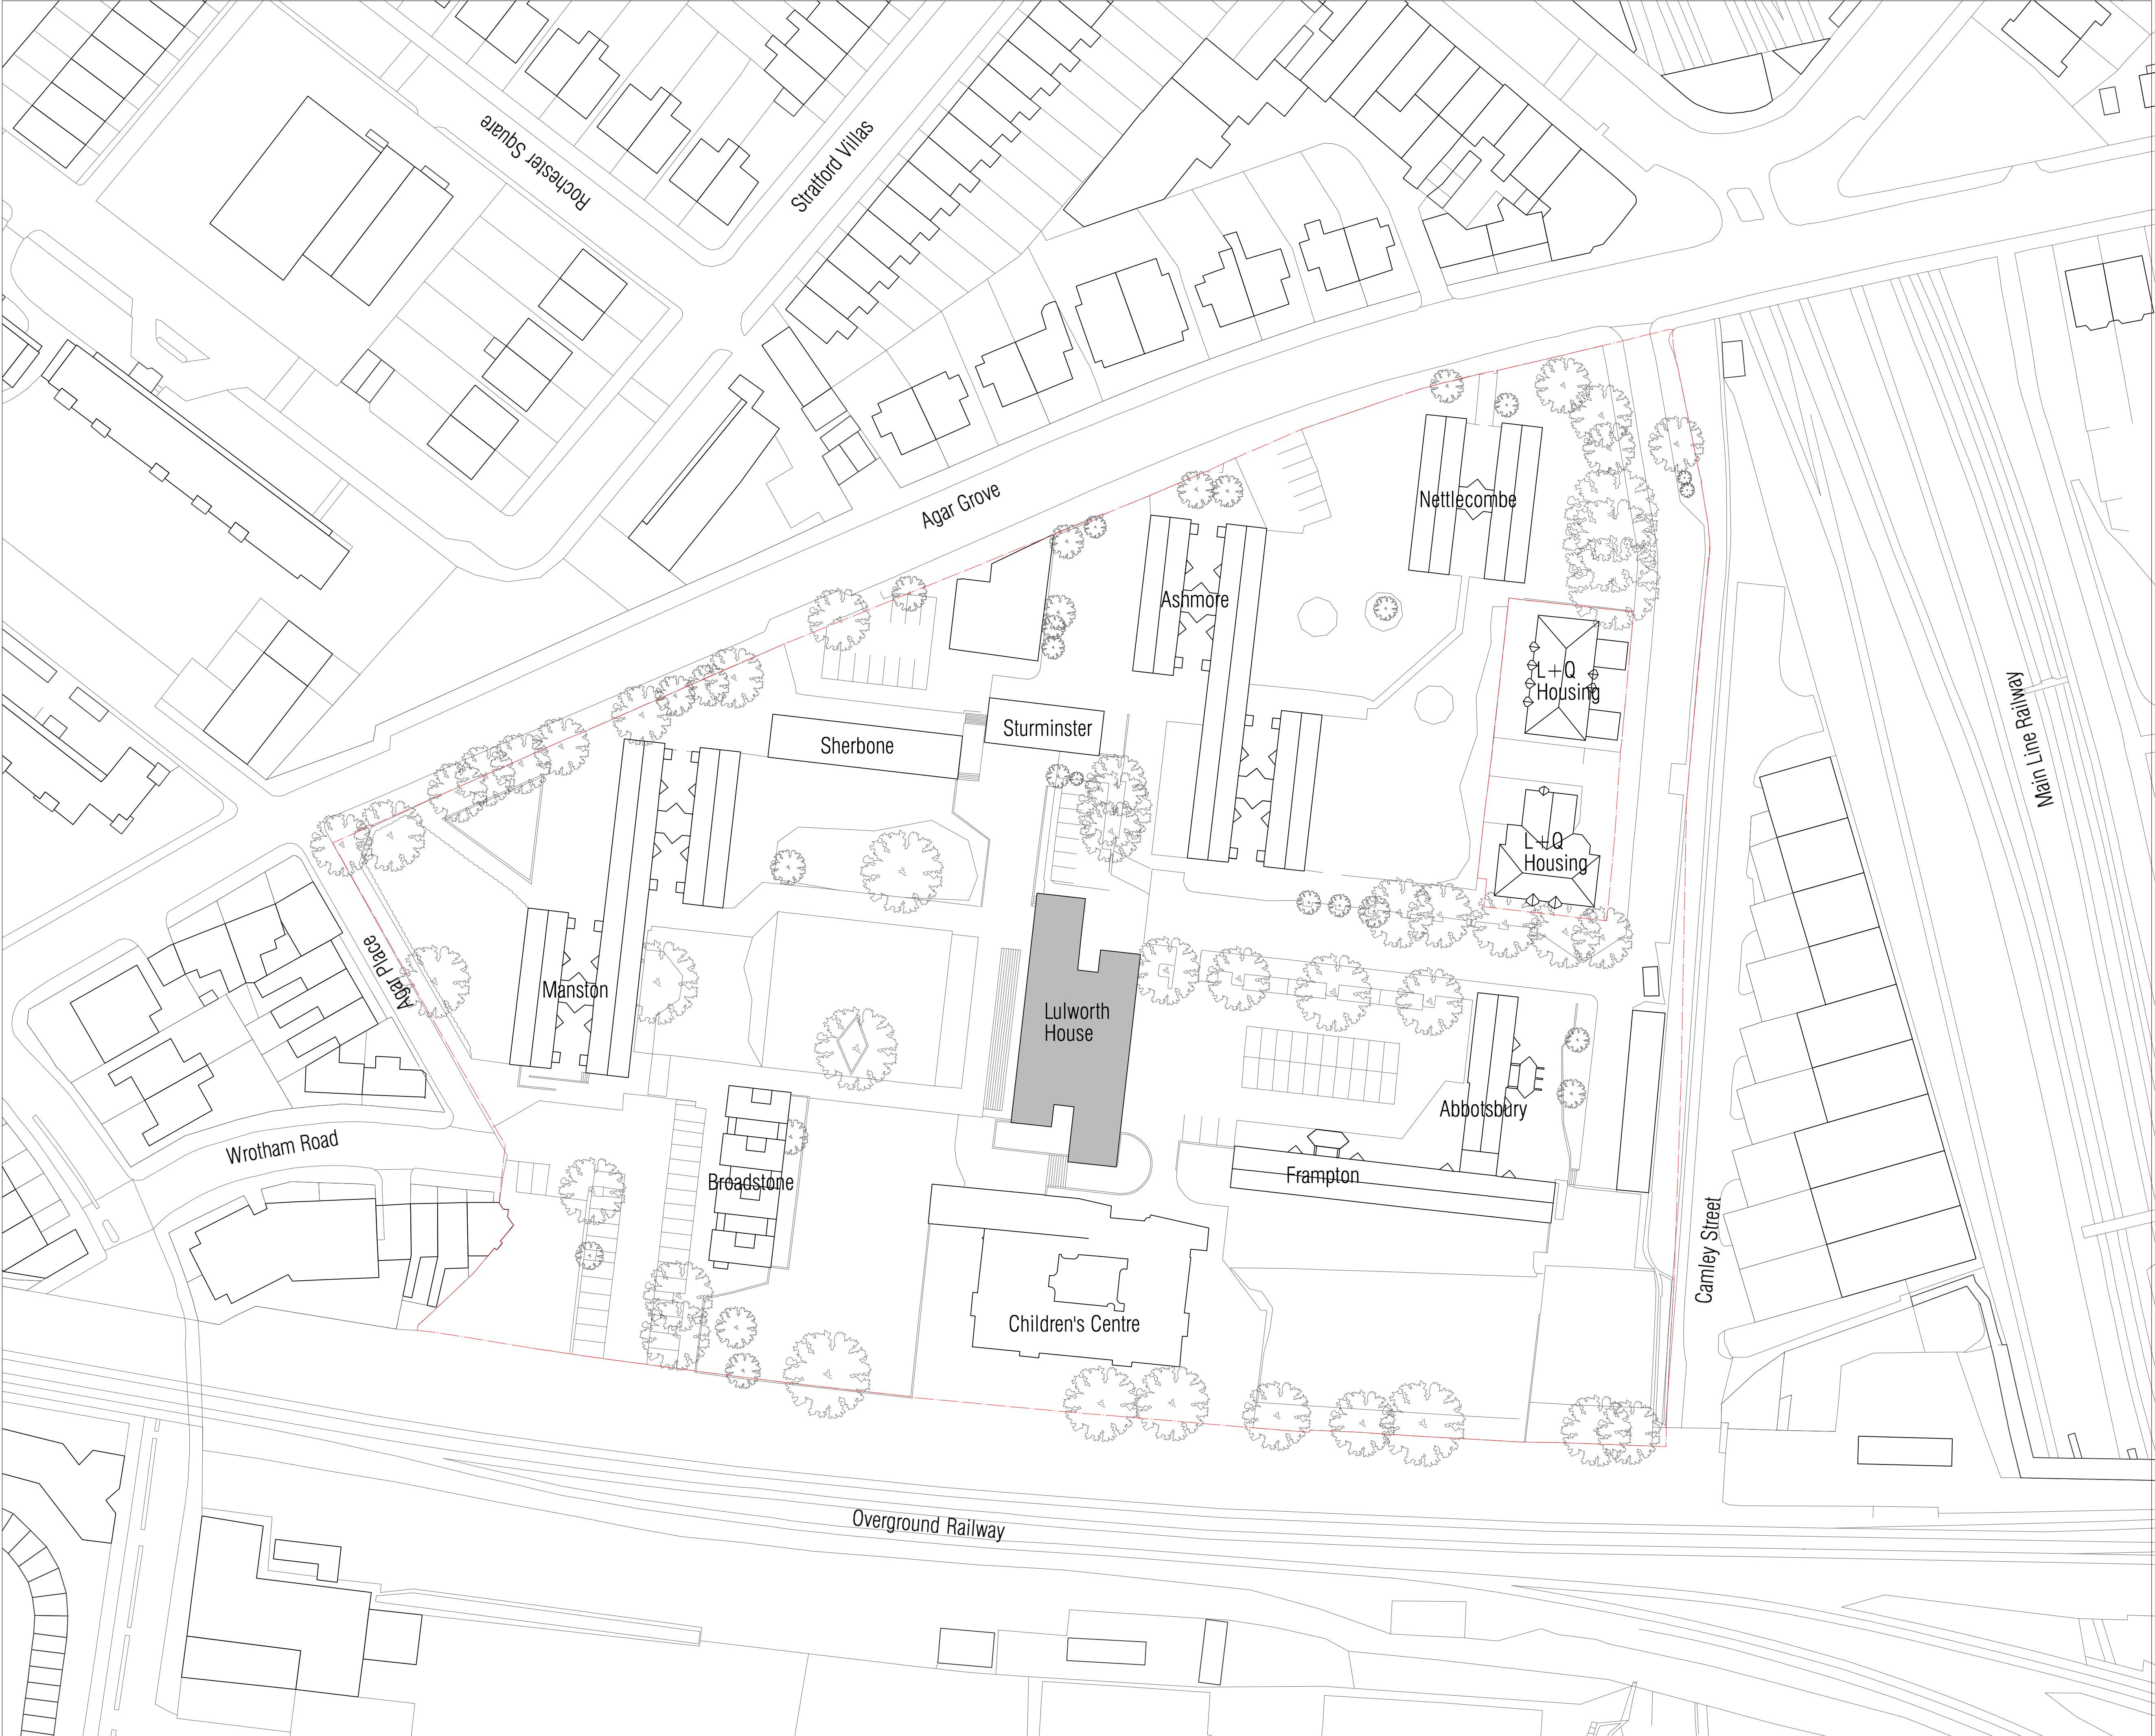 Rochester Square
Stratford Villas
Agar Grove
Nettlecombe
Ashmore
L+Q
Housing
Main Line Railway
Sherbone
Sturminster
L+Q
Housing
Agar Place
Manston
Lulworth
House
Abbotsbury
Wrotham Road
Broadstone
Frampton
Camley Street
Children's Centre
Overground Railway